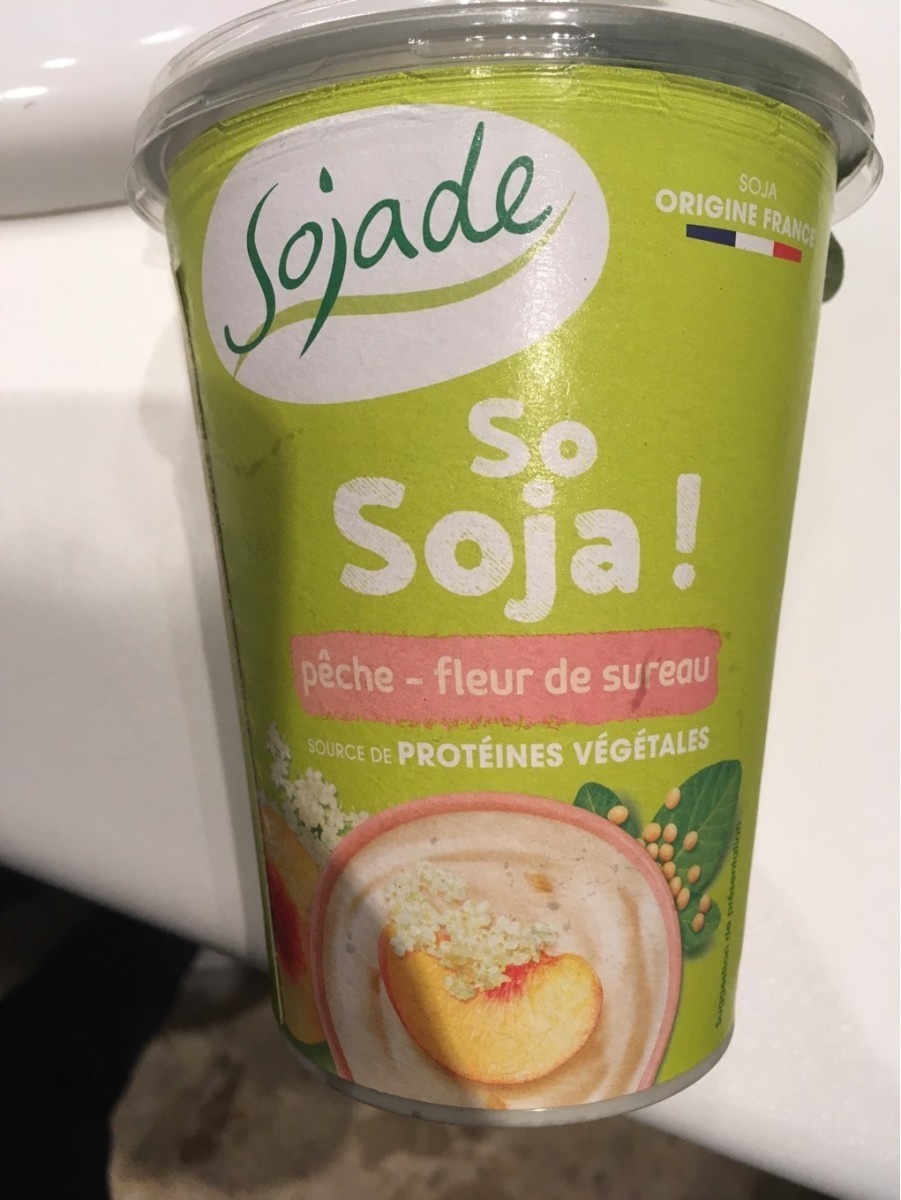 Sojade
SOJA
ORIGINE FRANCE
So
Soja !
pêche - fleur de sureau
SOURCE DE PROTÉINES VÉGÉTALES
suggestion de présentation